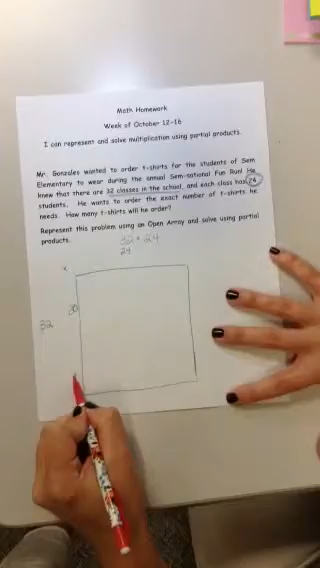 Math Homework
Week of October 12-16
I can represent and solve multiplication using partial products.
Mr. Gonzales wanted to order t-shirts for the students of Sem
Elementary to wear during the annual Sem-sational Fun Run! He
knew that there are 32 classes in the school, and each class has 24
students. He wants to order the exact number of t-shirts he
needs. How many t-shirts will he order?
Represent this problem using an Open Array and solve using partial
products.
32 × 24
24
x
30
32